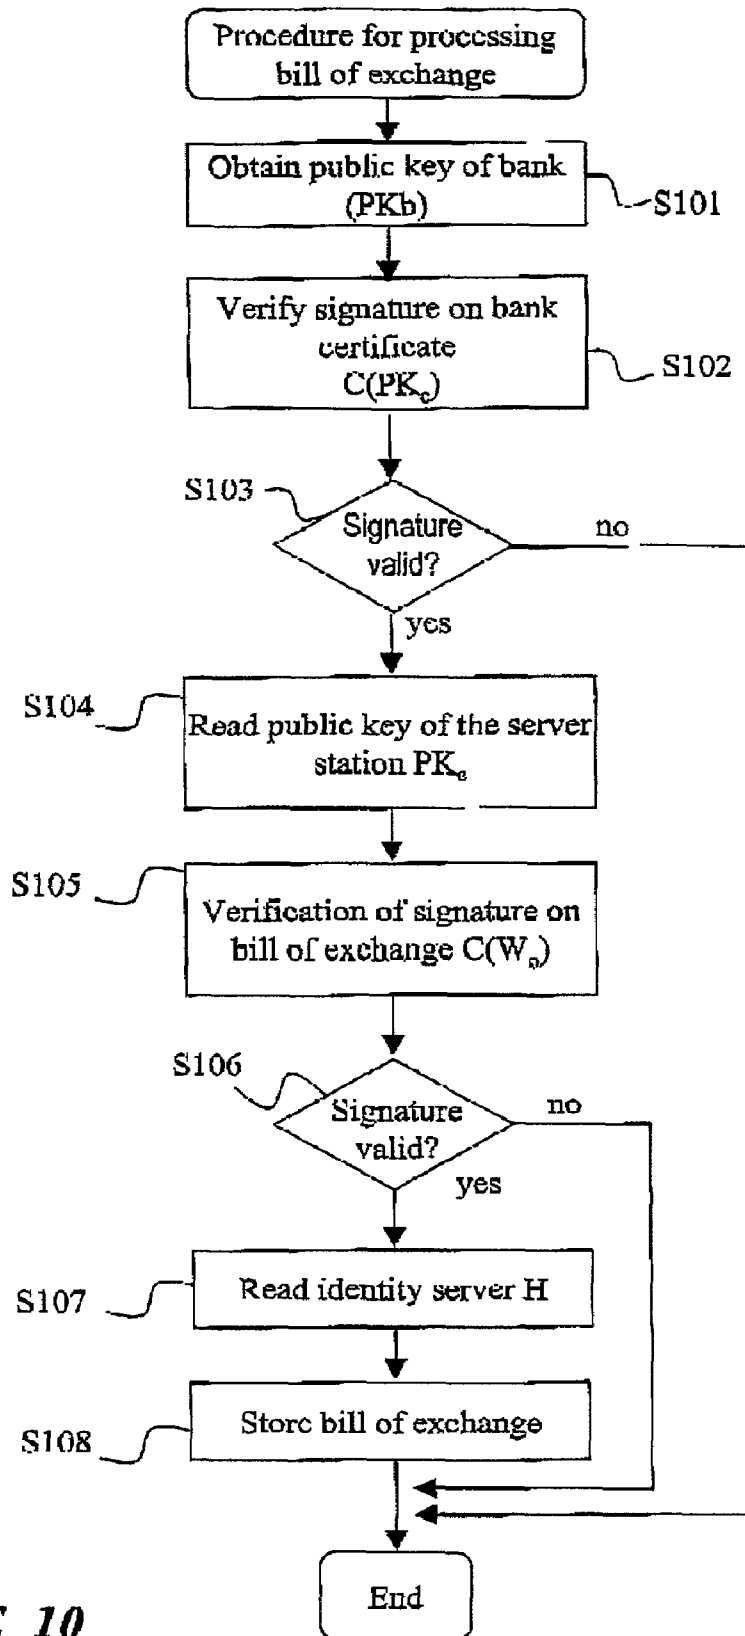 Procedure for processing
bill of exchange
Obtain public key of bank
(PKb)
S101
Verify signature on bank
certificate
C(PKc)
S102
S103
Signature
valid?
no
yes
S104
Read public key of the server
station PK
S105
Verification of signature on
bill of exchange C(W)
S106
Signature
valid?
no
yes
Read identity server H
S107
Store bill of exchange
S108
End
10